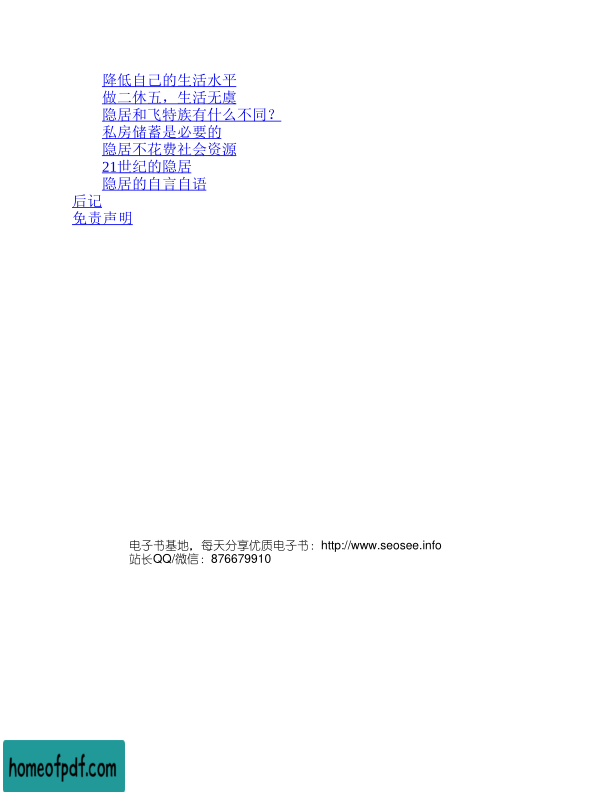 降低自己的生活水平
做二休五，生活无虞
隐居和飞特族有什么不同？
私房储蓄是必要的
隐居不花费社会资源
21世纪的隐居
隐居的自言自语
后记
免责声明
电子书基地，每天分享优质电子书：http://www.seosee.info
站长QQ/微信：876679910
homeofpdf.com